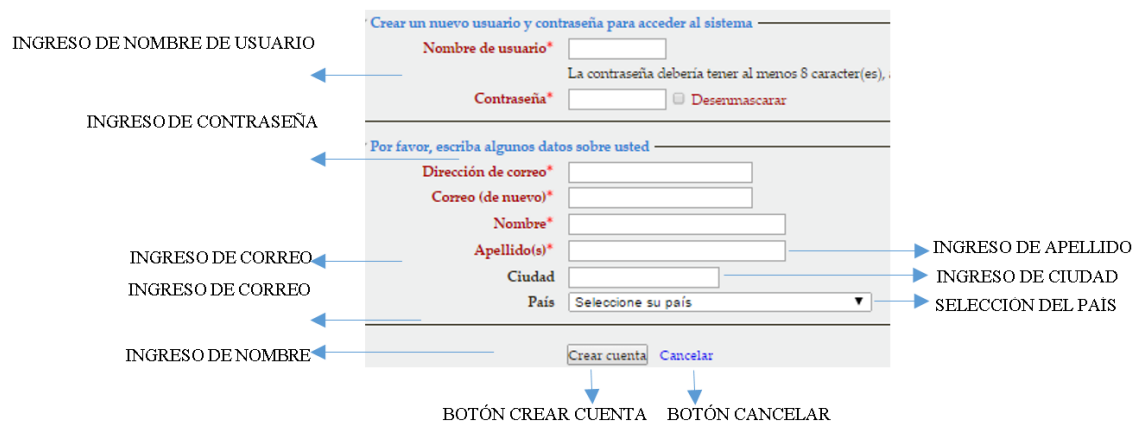 Crear un nuevo usuario y contraseña para acceder al sistema
INGRESO DE NOMBRE DE USUARIO
Nombre de usuario*
La contraseña debería tener al menos 8 caracter(es),
Contraseña*
Desenmascarar
INGRESO DE CONTRASEÑA
Por favor, escriba algunos datos sobre usted
Dirección de correo*
Correo (de nuevo)*
Nombre*
Apellido(s)*
INGRESO DE APELLIDO
INGRESO DE CORREO
Ciudad
INGRESO DE CIUDAD
INGRESO DE CORREO
País
Seleccione su país
SELECCIÓN DEL PAÍS
INGRESO DE NOMBRE
Crear cuenta
Cancelar
BOTÓN CREAR CUENTA
BOTÓN CANCELAR